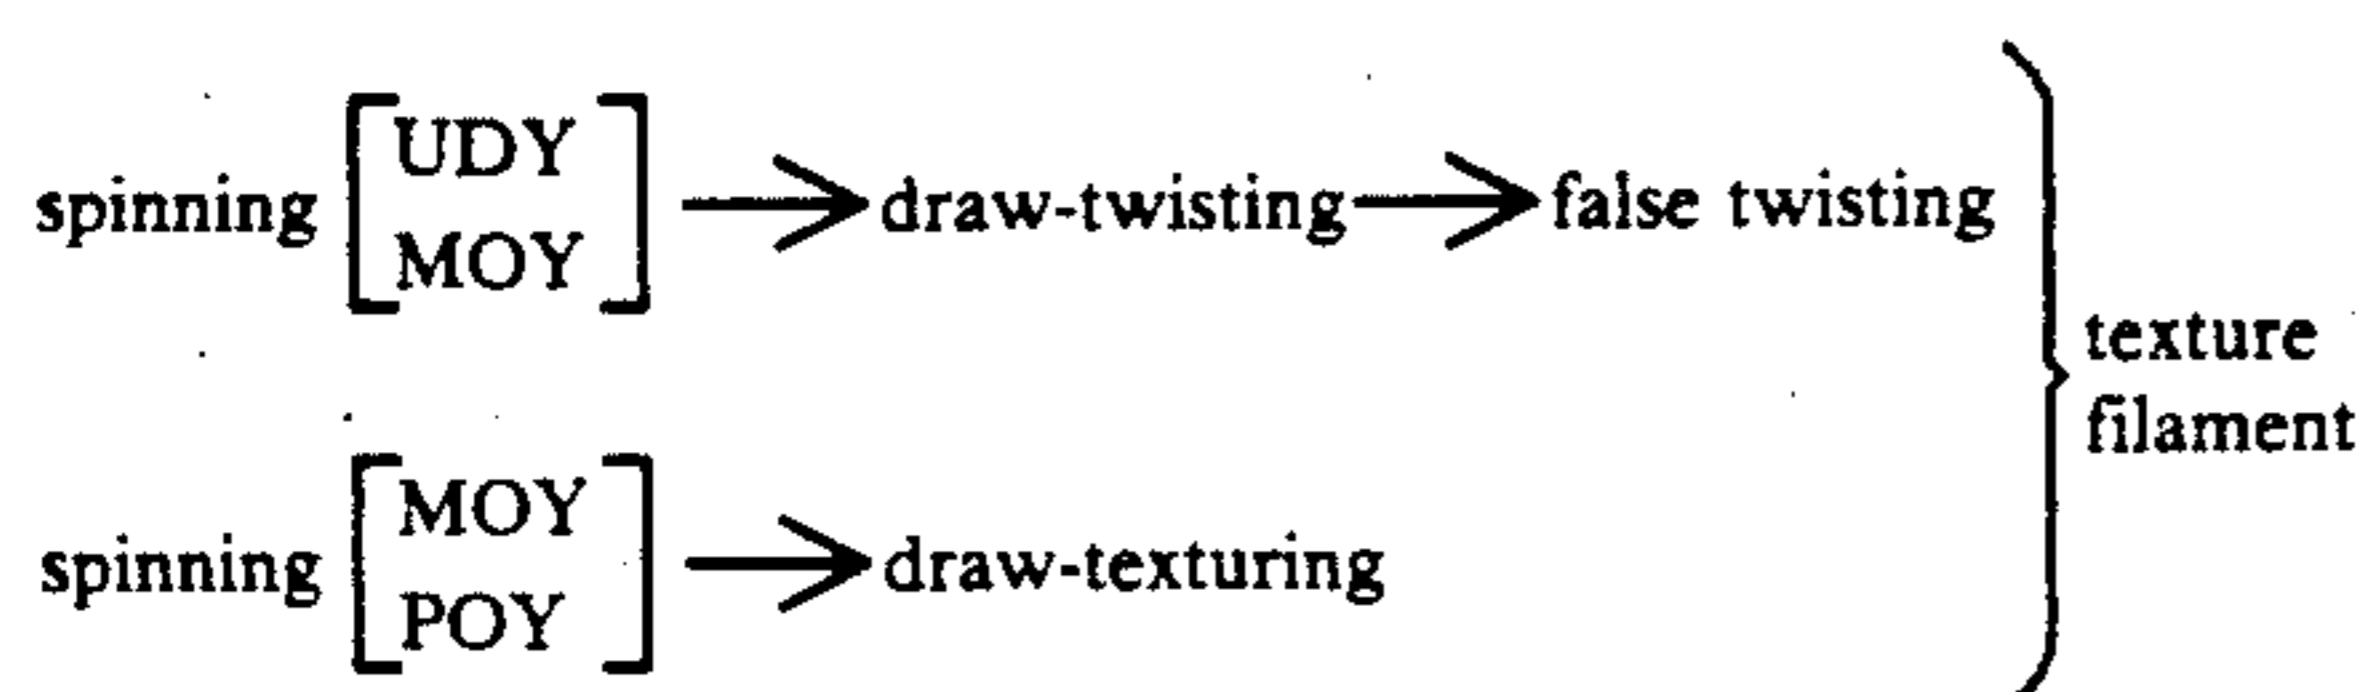 UDY
spinning draw-twisting false twisting
MOY
texture
filament
MOY
spinning draw-texturing
POY